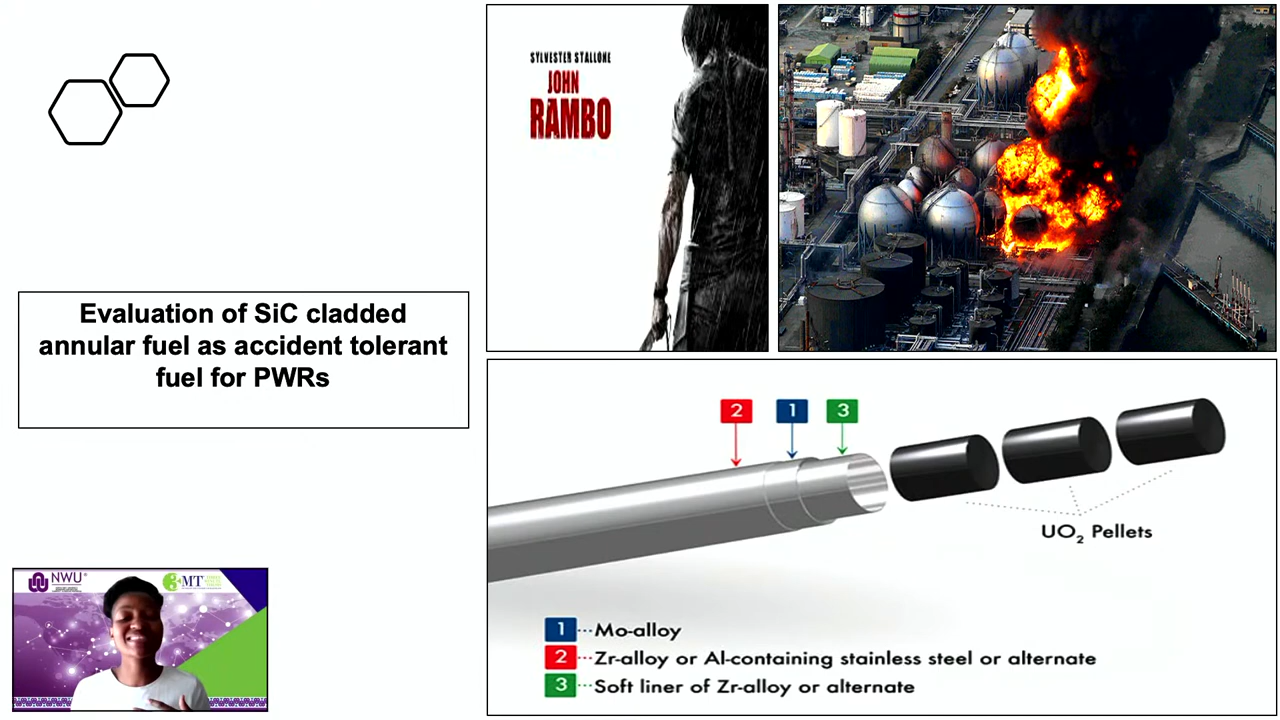 Evaluation of SiC cladded
annular fuel as accident tolerant
fuel for PWRs
SYLVESTER STALLONE
JOHN
RAMBO
2
1
3
UO₂ Pellets
1 Mo-alloy
2 Zr-alloy or Al-containing stainless steel or alternate
3 Soft liner of Zr-alloy or alternate
NWU®
3MT